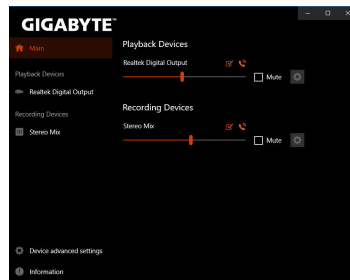 GIGABYTE™
Main
Playback Devices
Realtek Digital Output
Recording Devices
Stereo Mix
Device advanced settings
Information
Playback Devices
Realtek Digital Output
Mute
Recording Devices
Stereo Mix
Mute